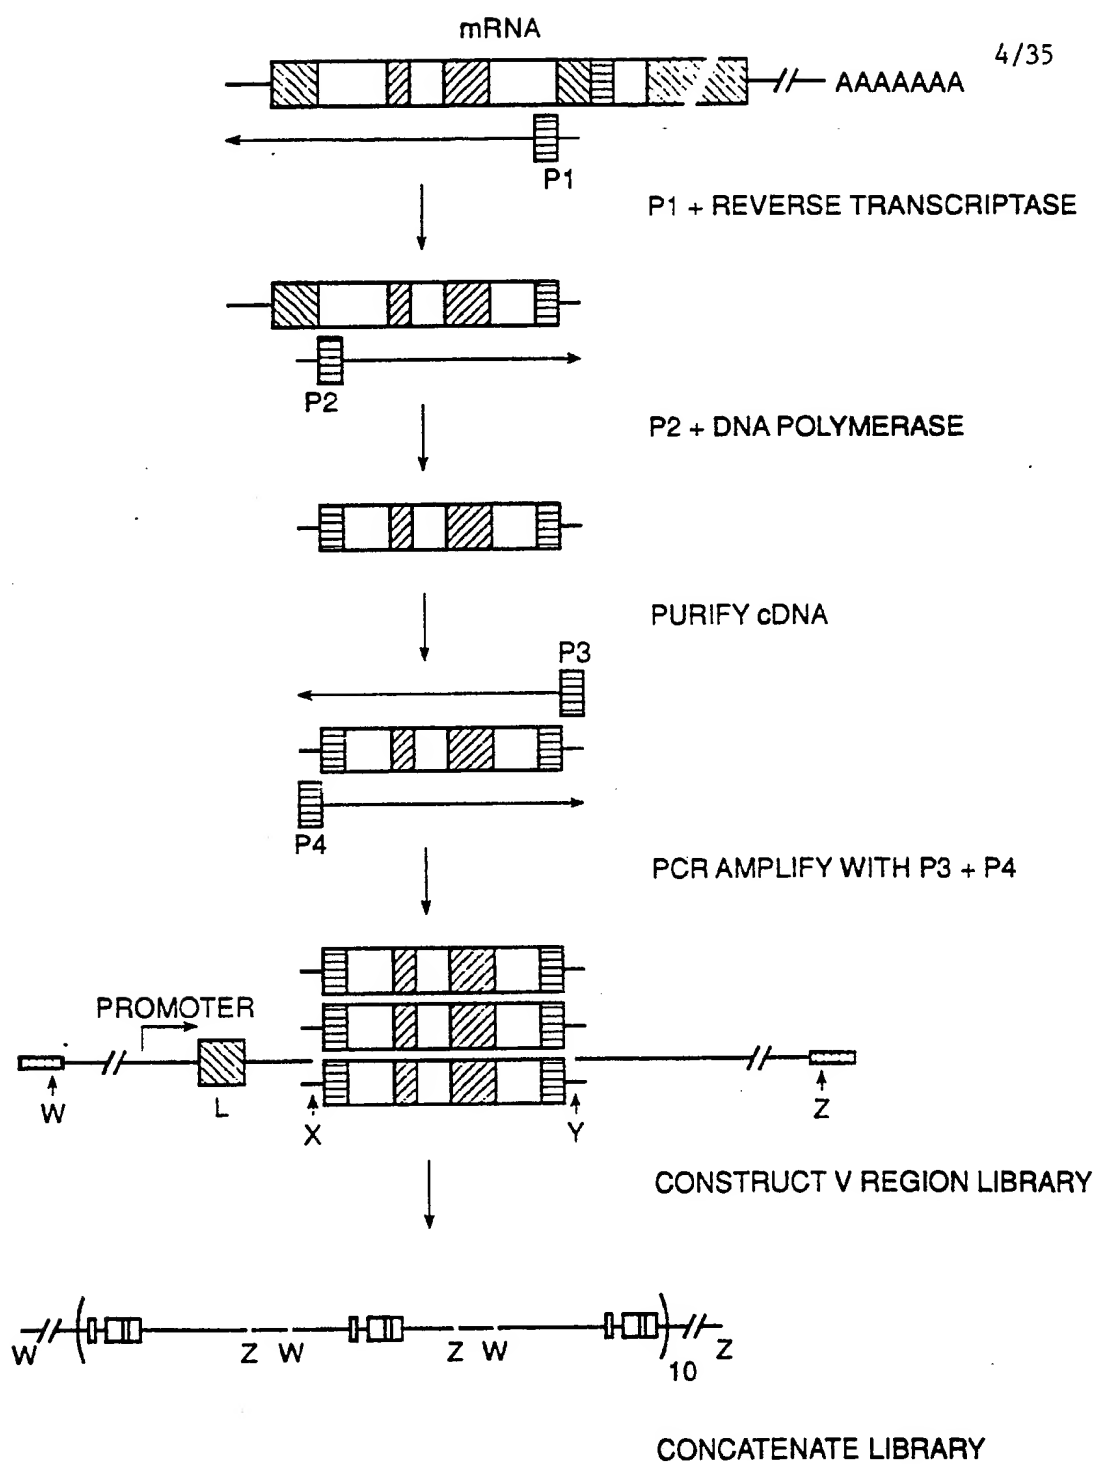 mRNA
4/35
AAAAAAA
P1
P1 + REVERSE TRANSCRIPTASE
P2
P2 + DNA POLYMERASE
PURIFY cDNA
P3
P4
PCR AMPLIFY WITH P3 + P4
PROMOTER
W
L
X
Y
Z
CONSTRUCT V REGION LIBRARY
W
Z W
Z W
10
Z
CONCATENATE LIBRARY